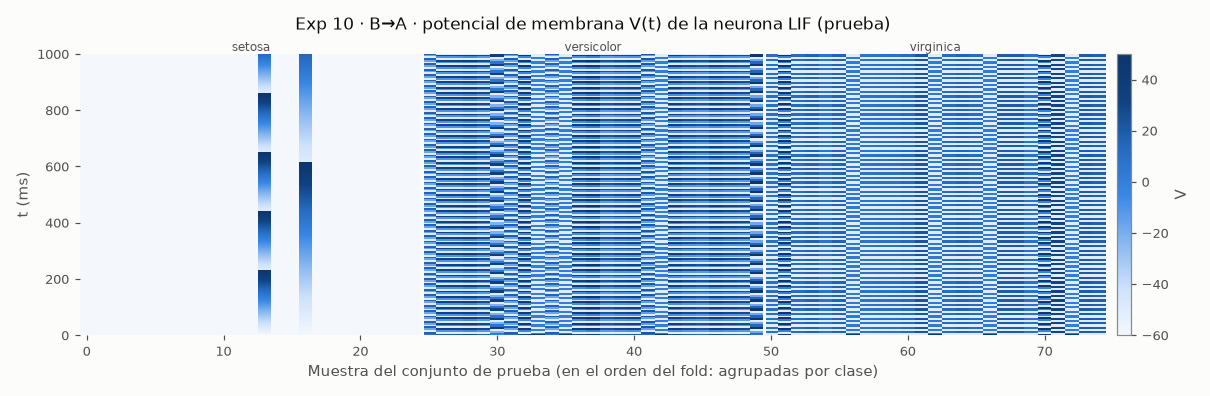 Exp 10 · B→A · potencial de membrana V(t) de la neurona LIF (prueba)
setosa versicolor virginica
1000
800
600
400
200
0
t (ms)
0 10 20 30 40 50 60 70
Muestra del conjunto de prueba (en el orden del fold: agrupadas por clase)
40
20
0
−20
−40
−60
V